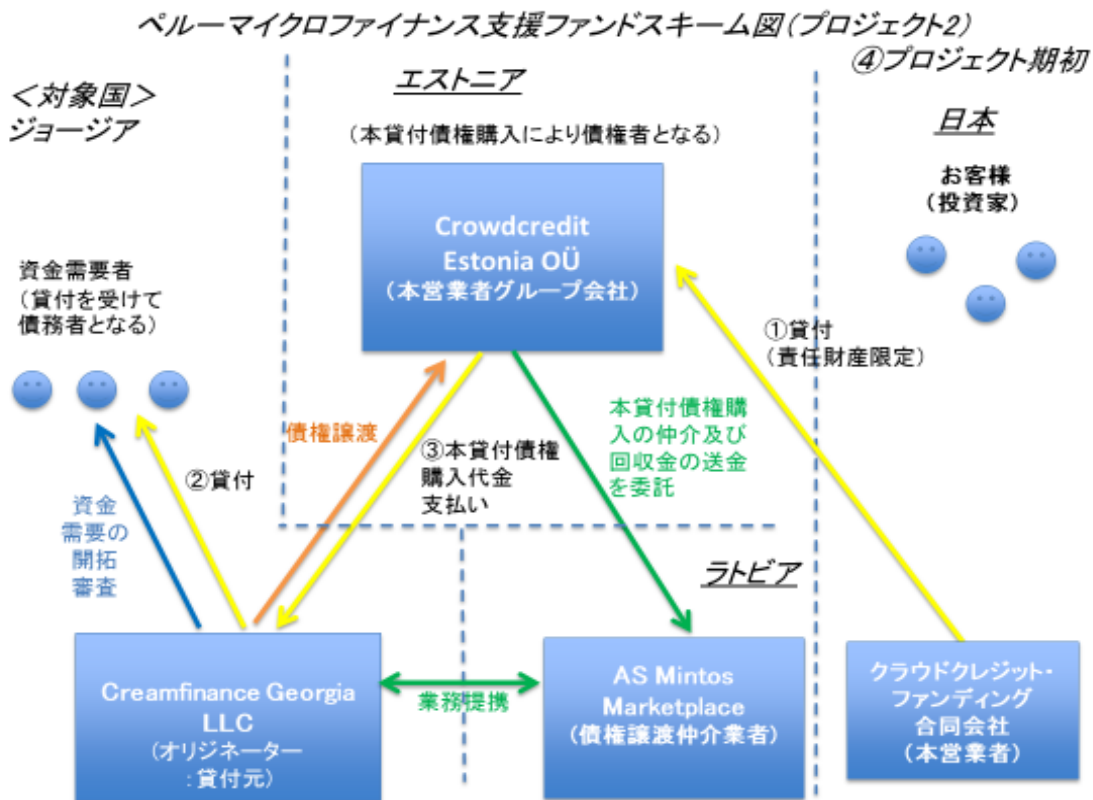 ペルーマイクロファイナンス支援ファンドスキーム図（プロジェクト2）
④プロジェクト期初
＜対象国＞
ジョージア
エストニア
（本貸付債権購入により債権者となる）
日本
お客様
（投資家）
Crowdcredit
Estonia OÜ
（本営業者グループ会社）
資金需要者
（貸付を受けて
債務者となる）
①貸付
（責任財産限定）
債権譲渡
③本貸付債権
購入代金
支払い
本貸付債権購
入の仲介及び
回収金の送金
を委託
②貸付
資金
需要の
開拓
審査
ラトビア
Creamfinance Georgia
LLC
（オリジネーター
：貸付元）
業務提携
AS Mintos
Marketplace
（債権譲渡仲介業者）
クラウドクレジット・
ファンディング
合同会社
（本営業者）